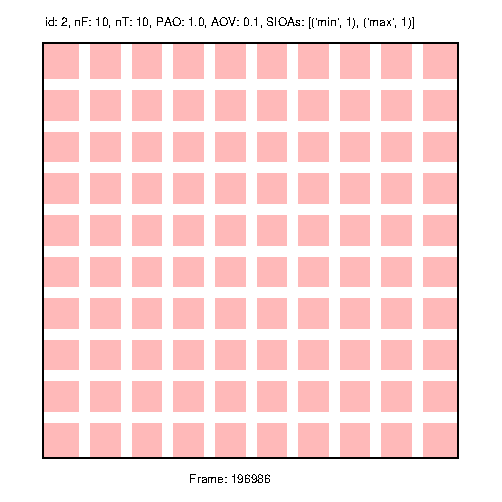 id: 2, nF: 10, nT: 10, PAO: 1.0, AOV: 0.1, SIOAs: [('min', 1), ('max', 1)]
Frame: 196986